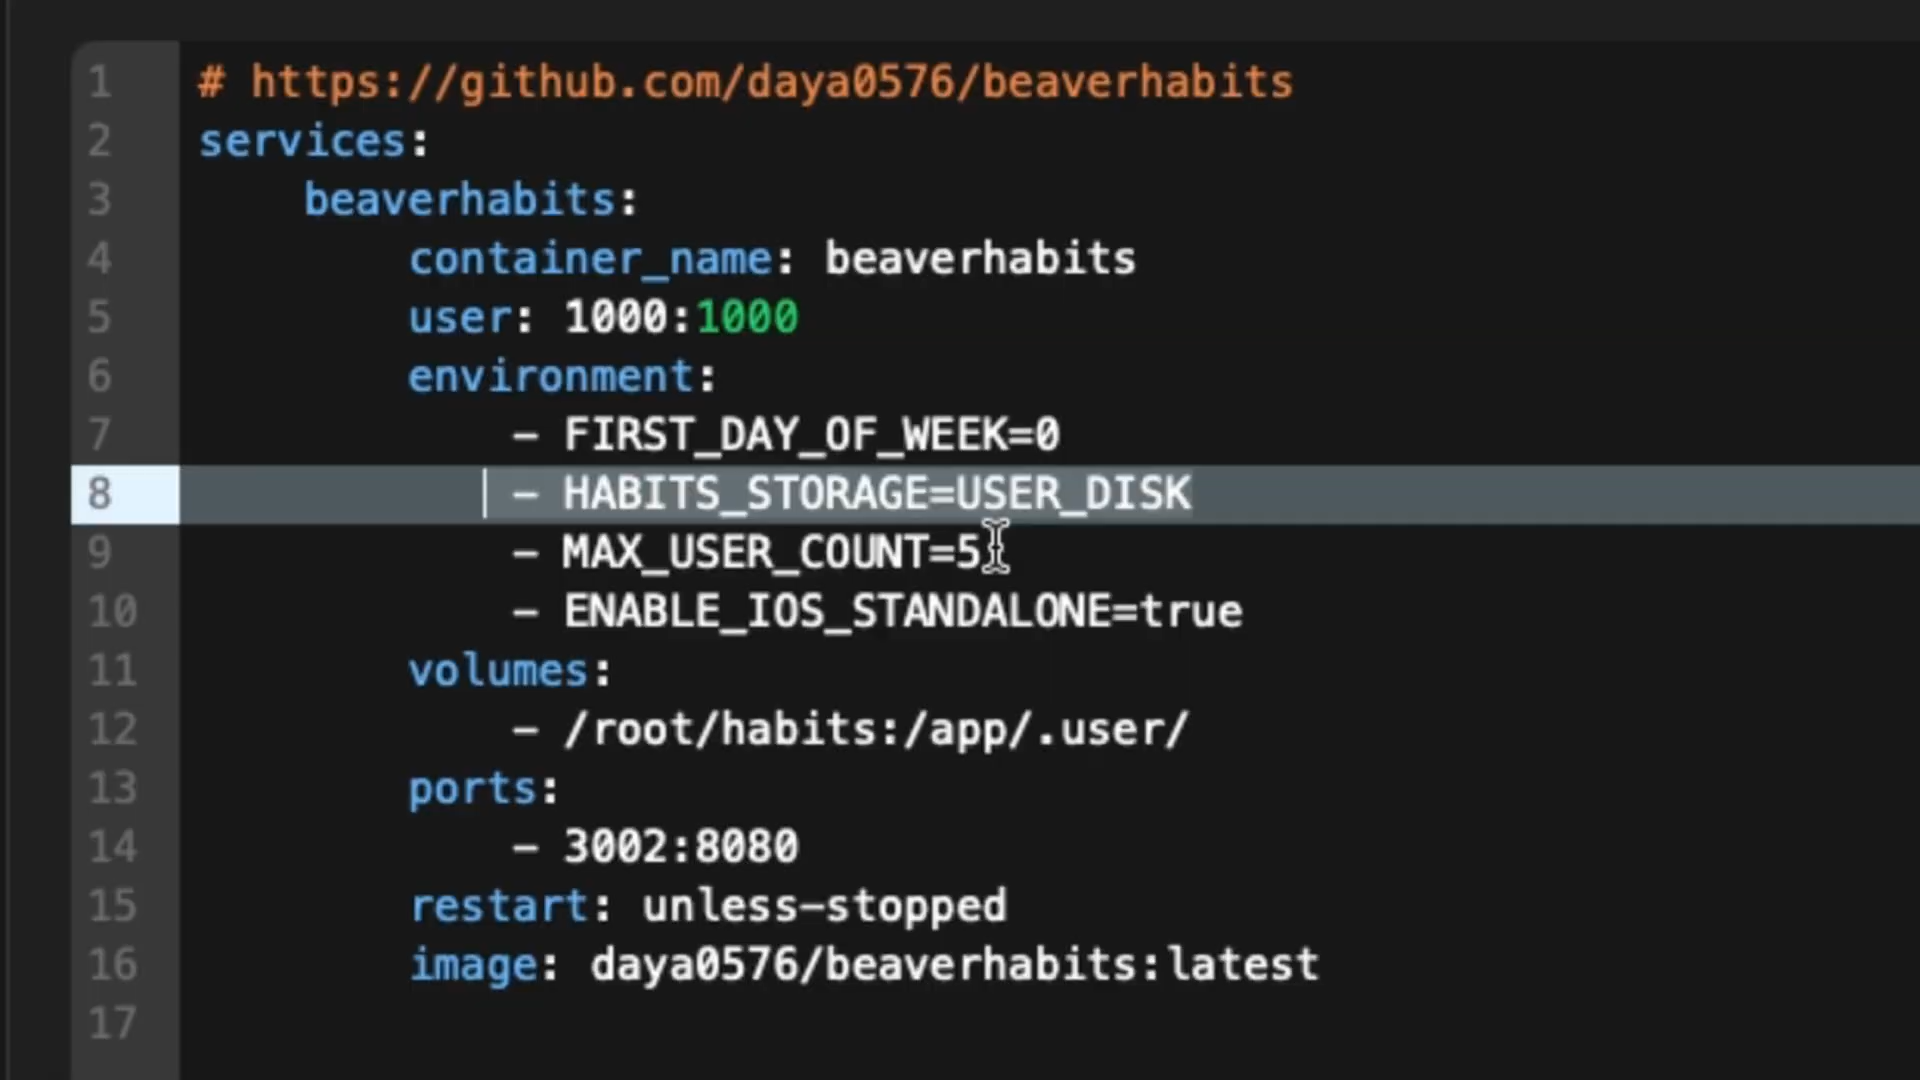 1 # https://github.com/daya0576/beaverhabits
2 services:
3 beaverhabits:
4 container_name: beaverhabits
5 user: 1000:1000
6 environment:
7 - FIRST_DAY_OF_WEEK=0
8 - HABITS_STORAGE=USER_DISK
9 - MAX_USER_COUNT=5
10 - ENABLE_IOS_STANDALONE=true
11 volumes:
12 - /root/habits:/app/.user/
13 ports:
14 - 3002:8080
15 restart: unless-stopped
16 image: daya0576/beaverhabits:latest
17